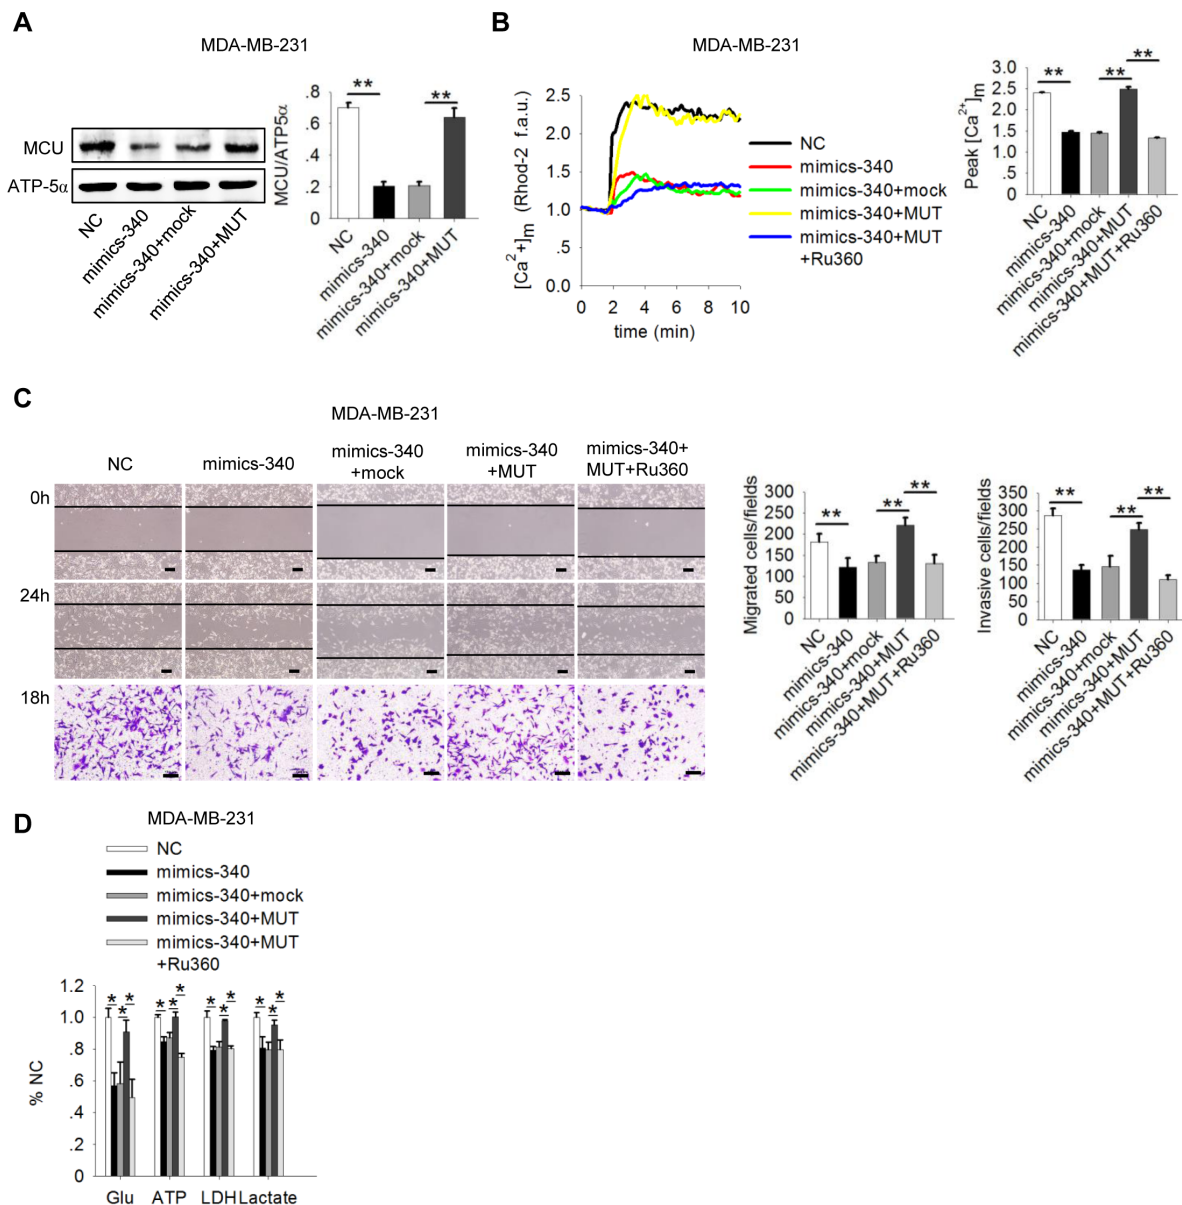 A
MDA-MB-231
MCU
ATP-5α
NC
mimics-340
mimics-340+mock
mimics-340+MUT
MCU/ATP5α
.8
.6
.4
.2
0
**
**
NC
mimics-340
mimics-340+mock
mimics-340+MUT
B
MDA-MB-231
[Ca2+]m (Rhod-2 f.a.u.)
2.5
2.0
1.5
1.0
.5
0.0
0
2
4
6
8
10
time (min)
NC
mimics-340
mimics-340+mock
mimics-340+MUT
mimics-340+MUT
+Ru360
Peak [Ca2+]m
3.0
2.5
2.0
1.5
1.0
.5
0
**
**
**
NC
mimics-340
mimics-340+mock
mimics-340+MUT
mimics-340+MUT+Ru360
C
MDA-MB-231
NC
mimics-340
mimics-340
+mock
mimics-340
+MUT
mimics-340+
MUT+Ru360
0h
24h
18h
Migrated cells/fields
300
250
200
150
100
50
0
**
**
**
NC
mimics-340
mimics-340+mock
mimics-340+MUT
mimics-340+MUT+Ru360
Invasive cells/fields
350
300
250
200
150
100
50
0
**
**
**
NC
mimics-340
mimics-340+mock
mimics-340+MUT
mimics-340+MUT+Ru360
D
MDA-MB-231
NC
mimics-340
mimics-340+mock
mimics-340+MUT
mimics-340+MUT
+Ru360
% NC
1.2
1.0
.8
.6
.4
.2
0
* * *
* * *
* * *
* * *
Glu ATP LDH Lactate